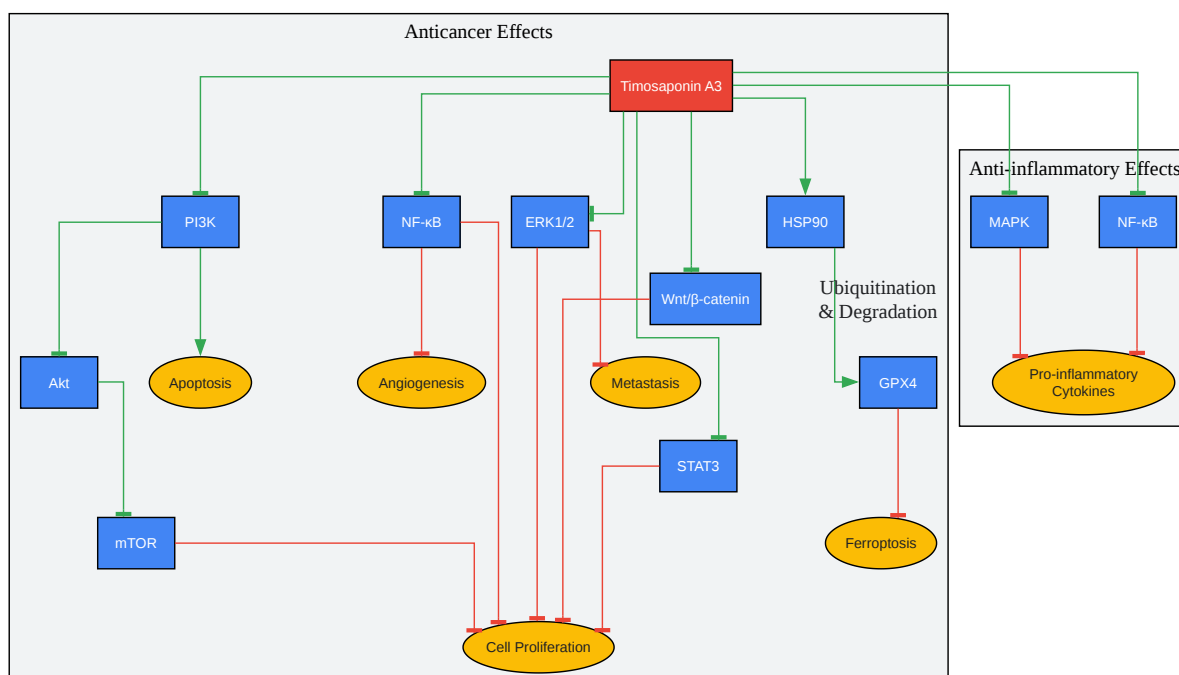 Anticancer Effects
Timosaponin A3
Anti-inflammatory Effects
PI3K
NF-κB
ERK1/2
HSP90
MAPK
NF-κB
Wnt/β-catenin
Ubiquitination
& Degradation
Akt
Apoptosis
Angiogenesis
Metastasis
GPX4
Pro-inflammatory
Cytokines
STAT3
mTOR
Ferroptosis
Cell Proliferation